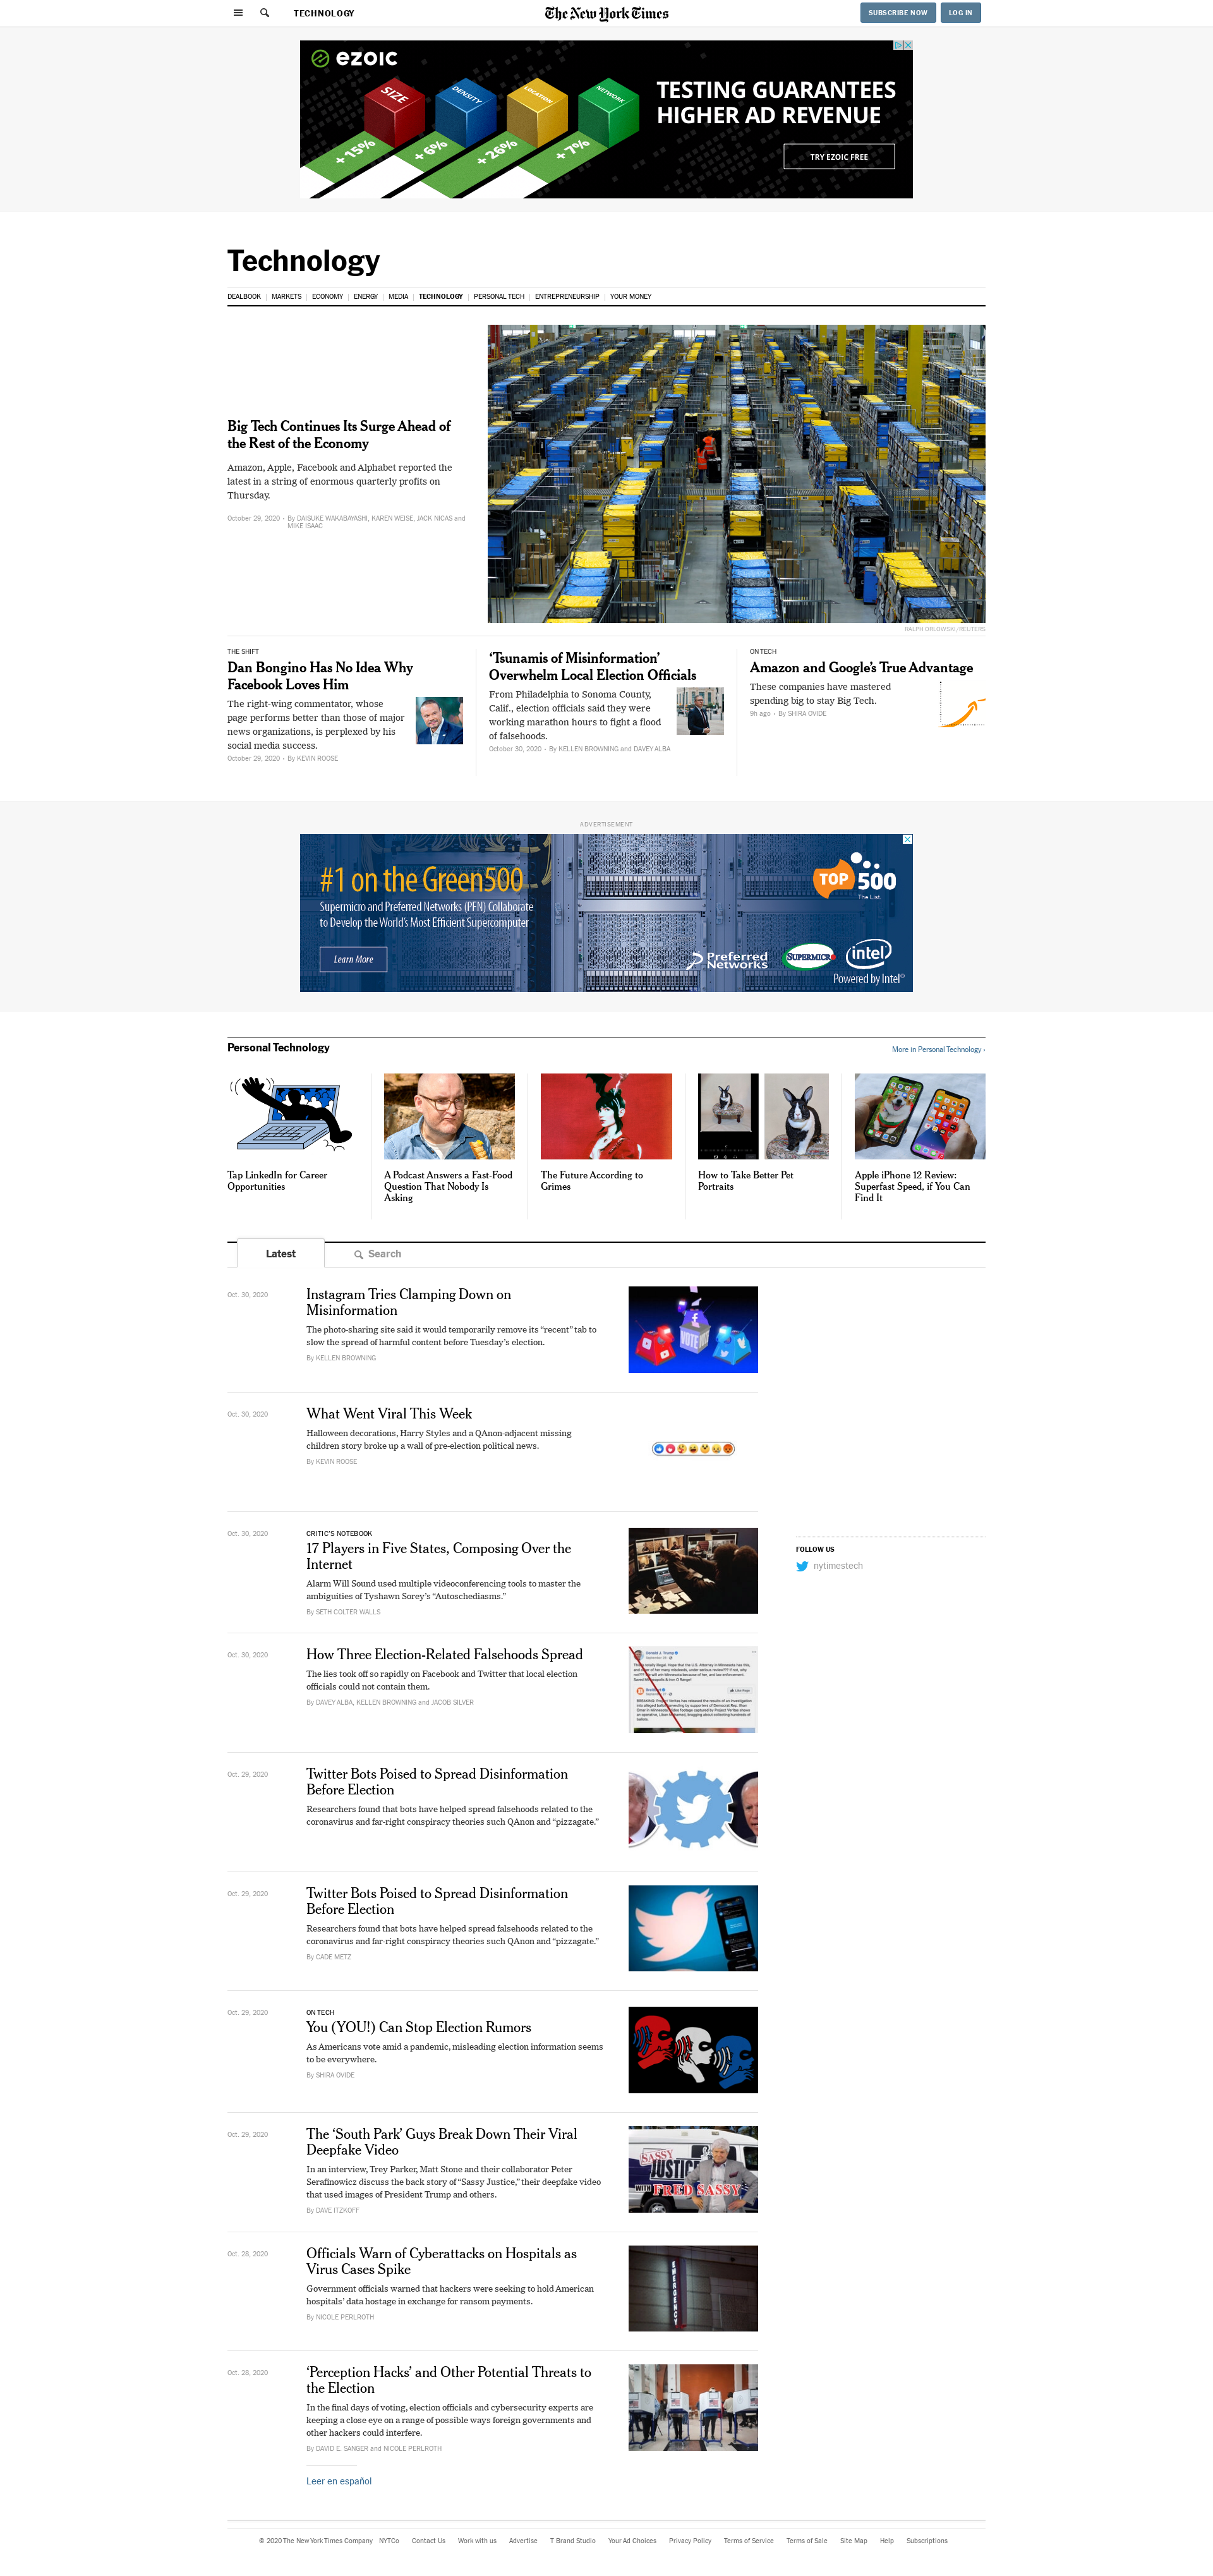 TECHNOLOGY
The New York Times
SUBSCRIBE NOW
LOG IN
ezoic
SIZE
DENSITY
LOCATION
NETWORK
+ 15%
+ 6%
+ 26%
+ 7%
TESTING GUARANTEES
HIGHER AD REVENUE
TRY EZOIC FREE
Technology
DEALBOOK | MARKETS | ECONOMY | ENERGY | MEDIA | TECHNOLOGY | PERSONAL TECH | ENTREPRENEURSHIP | YOUR MONEY
Big Tech Continues Its Surge Ahead of
the Rest of the Economy
Amazon, Apple, Facebook and Alphabet reported the
latest in a string of enormous quarterly profits on
Thursday.
October 29, 2020 • By DAISUKE WAKABAYASHI, KAREN WEISE, JACK NICAS and
MIKE ISAAC
RALPH ORLOWSKI/REUTERS
THE SHIFT
Dan Bongino Has No Idea Why
Facebook Loves Him
The right-wing commentator, whose
page performs better than those of major
news organizations, is perplexed by his
social media success.
October 29, 2020 • By KEVIN ROOSE
‘Tsunamis of Misinformation’
Overwhelm Local Election Officials
From Philadelphia to Sonoma County,
Calif., election officials said they were
working marathon hours to fight a flood
of falsehoods.
October 30, 2020 • By KELLEN BROWNING and DAVEY ALBA
ON TECH
Amazon and Google’s True Advantage
These companies have mastered
spending big to stay Big Tech.
9h ago • By SHIRA OVIDE
ADVERTISEMENT
#1 on the Green500
Supermicro and Preferred Networks (PFN) Collaborate
to Develop the World's Most Efficient Supercomputer
Learn More
TOP 500
The List.
Preferred
Networks
SUPERMICRO
intel
Powered by Intel®
Personal Technology
More in Personal Technology ›
Tap LinkedIn for Career
Opportunities
A Podcast Answers a Fast-Food
Question That Nobody Is
Asking
The Future According to
Grimes
How to Take Better Pet
Portraits
Apple iPhone 12 Review:
Superfast Speed, if You Can
Find It
Latest
Search
Oct. 30, 2020
Instagram Tries Clamping Down on
Misinformation
The photo-sharing site said it would temporarily remove its “recent” tab to
slow the spread of harmful content before Tuesday’s election.
By KELLEN BROWNING
VOTE
Oct. 30, 2020
What Went Viral This Week
Halloween decorations, Harry Styles and a QAnon-adjacent missing
children story broke up a wall of pre-election political news.
By KEVIN ROOSE
Oct. 30, 2020
CRITIC’S NOTEBOOK
17 Players in Five States, Composing Over the
Internet
Alarm Will Sound used multiple videoconferencing tools to master the
ambiguities of Tyshawn Sorey’s “Autoschediasms.”
By SETH COLTER WALLS
FOLLOW US
nytimestech
Oct. 30, 2020
How Three Election-Related Falsehoods Spread
The lies took off so rapidly on Facebook and Twitter that local election
officials could not contain them.
By DAVEY ALBA, KELLEN BROWNING and JACOB SILVER
Donald J. Trump
Oct. 29, 2020
Twitter Bots Poised to Spread Disinformation
Before Election
Researchers found that bots have helped spread falsehoods related to the
coronavirus and far-right conspiracy theories such QAnon and “pizzagate.”
Oct. 29, 2020
Twitter Bots Poised to Spread Disinformation
Before Election
Researchers found that bots have helped spread falsehoods related to the
coronavirus and far-right conspiracy theories such QAnon and “pizzagate.”
By CADE METZ
Oct. 29, 2020
ON TECH
You (YOU!) Can Stop Election Rumors
As Americans vote amid a pandemic, misleading election information seems
to be everywhere.
By SHIRA OVIDE
Oct. 29, 2020
The ‘South Park’ Guys Break Down Their Viral
Deepfake Video
In an interview, Trey Parker, Matt Stone and their collaborator Peter
Serafinowicz discuss the back story of “Sassy Justice,” their deepfake video
that used images of President Trump and others.
By DAVE ITZKOFF
SASSY
JUSTICE
WITH FRED SASSY
Oct. 28, 2020
Officials Warn of Cyberattacks on Hospitals as
Virus Cases Spike
Government officials warned that hackers were seeking to hold American
hospitals’ data hostage in exchange for ransom payments.
By NICOLE PERLROTH
EMERGENCY
Oct. 28, 2020
‘Perception Hacks’ and Other Potential Threats to
the Election
In the final days of voting, election officials and cybersecurity experts are
keeping a close eye on a range of possible ways foreign governments and
other hackers could interfere.
By DAVID E. SANGER and NICOLE PERLROTH
Leer en español
© 2020 The New York Times Company NYTCo Contact Us Work with us Advertise T Brand Studio Your Ad Choices Privacy Policy Terms of Service Terms of Sale Site Map Help Subscriptions